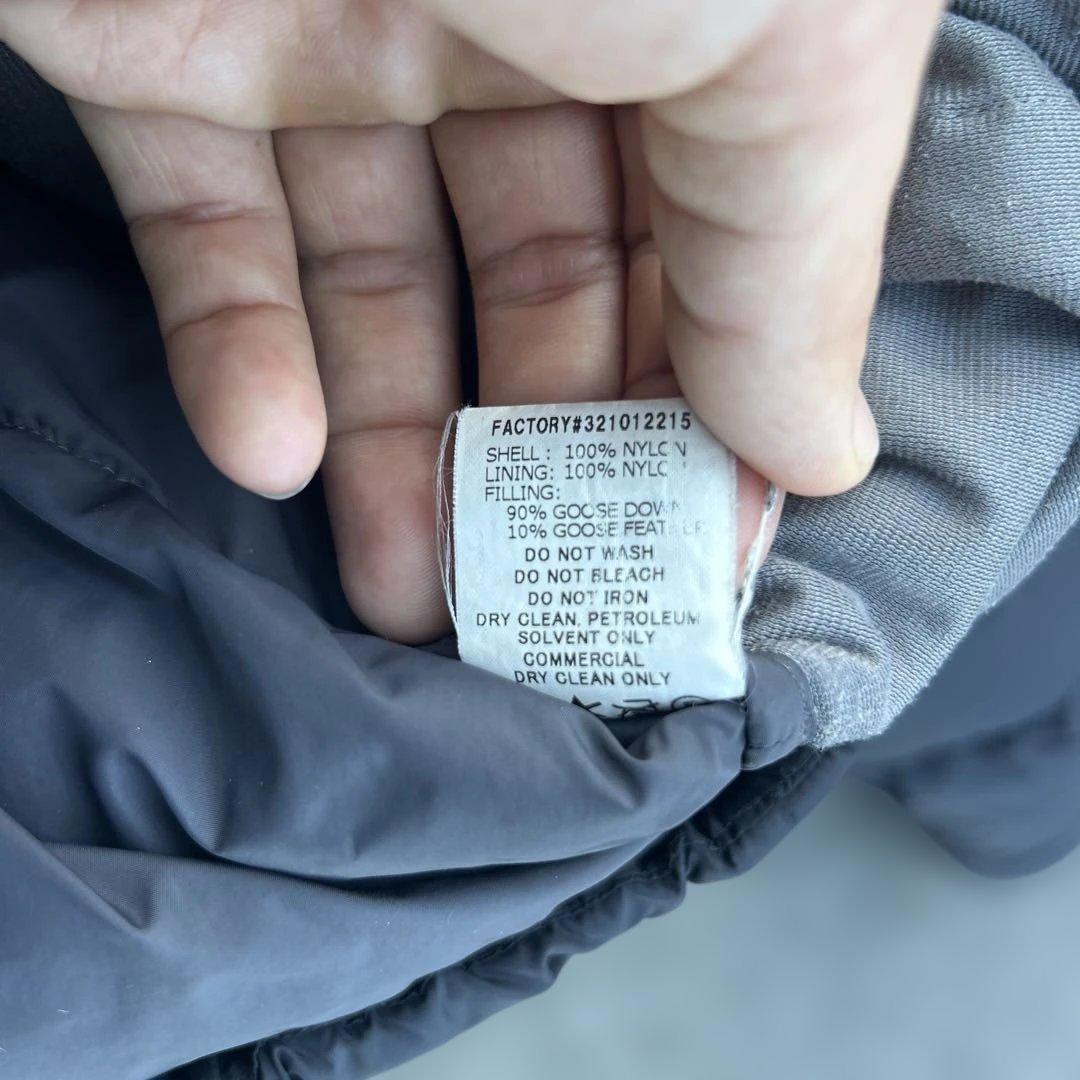 FACTORY#321012215
SHELL: 100% NYLON
LINING: 100% NYLON
FILLING:
90% GOOSE DOWN
10% GOOSE FEATHER
DO NOT WASH
DO NOT BLEACH
DO NOT IRON
DRY CLEAN, PETROLEUM
SOLVENT ONLY
COMMERCIAL
DRY CLEAN ONLY